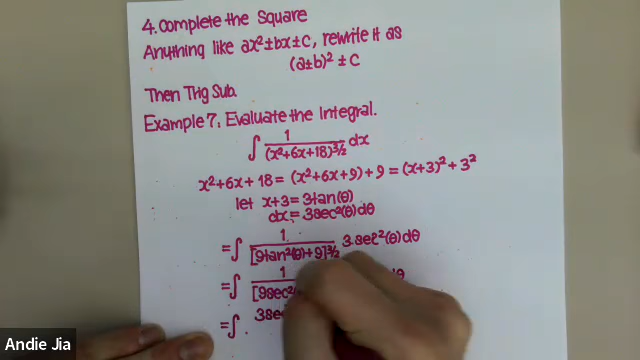 4. Complete the Square
Anything like ax²±bx±c, rewrite it as
(a±b)² ± c
Then Trig Sub.
Example 7, Evaluate the Integral.
∫ 1/(x²+6x+18)^3/2 dx
x²+6x+18 = (x²+6x+9)+9 = (x+3)²+3²
let x+3=3tan(θ)
dx=3sec²(θ)dθ
=∫ 1/[9tan²(θ)+9]^3/2 3sec²(θ)dθ
=∫ 1/[9sec² dθ
=∫ 3sec
Andie Jia